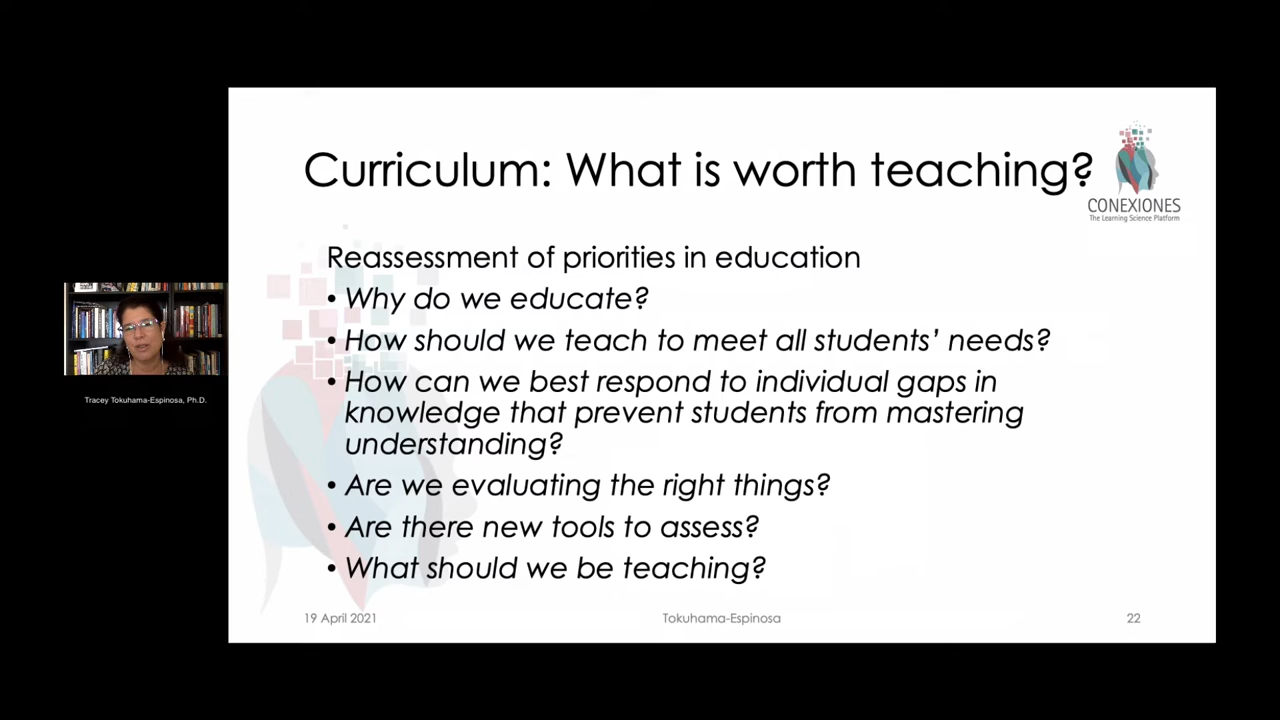 Curriculum: What is worth teaching?
CONEXIONES
The Learning Science Platform
Reassessment of priorities in education
• Why do we educate?
• How should we teach to meet all students’ needs?
• How can we best respond to individual gaps in
knowledge that prevent students from mastering
understanding?
• Are we evaluating the right things?
• Are there new tools to assess?
• What should we be teaching?
Tracey Tokuhama-Espinosa, Ph.D.
19 April 2021
Tokuhama-Espinosa
22